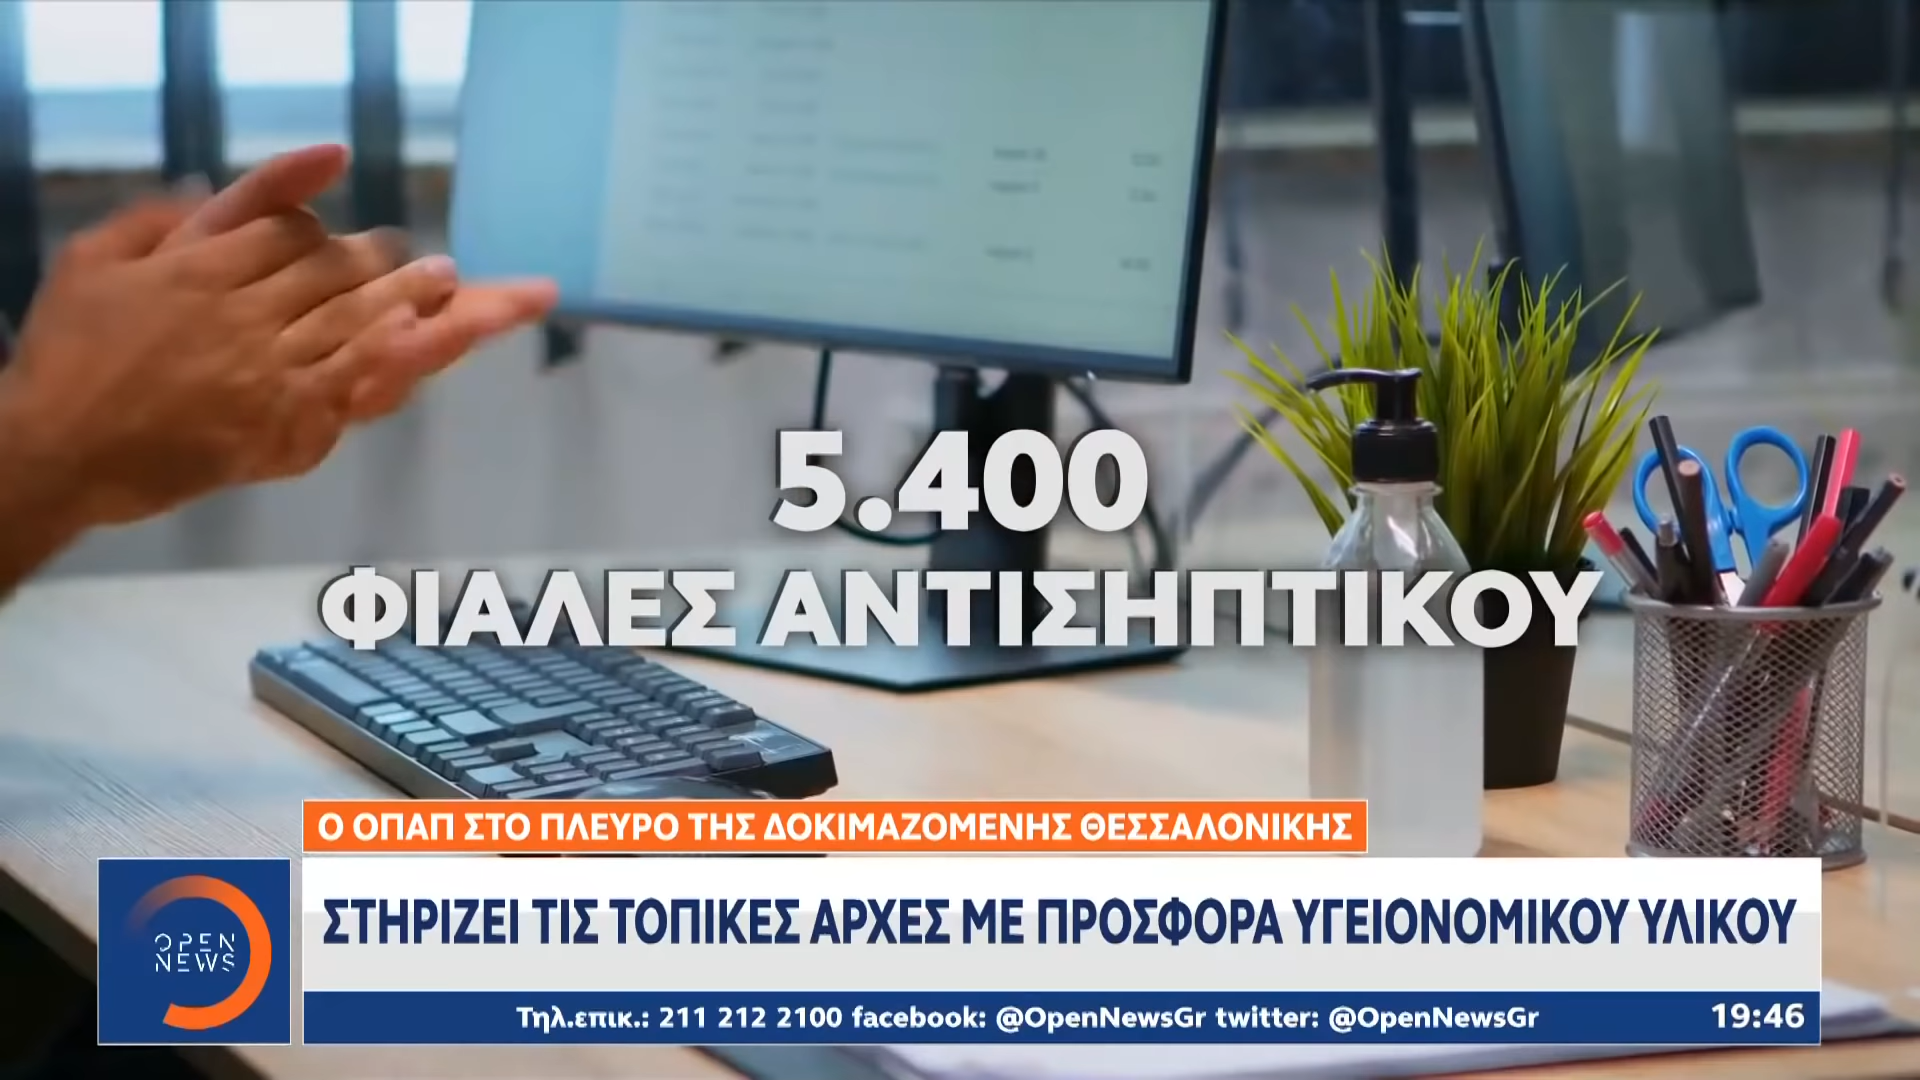 5.400
ΦΙΑΛΕΣ ΑΝΤΙΣΗΠΤΙΚΟΥ
Ο ΟΠΑΠ ΣΤΟ ΠΛΕΥΡΟ ΤΗΣ ΔΟΚΙΜΑΖΟΜΕΝΗΣ ΘΕΣΣΑΛΟΝΙΚΗΣ
ΣΤΗΡΙΖΕΙ ΤΙΣ ΤΟΠΙΚΕΣ ΑΡΧΕΣ ΜΕ ΠΡΟΣΦΟΡΑ ΥΓΕΙΟΝΟΜΙΚΟΥ ΥΛΙΚΟΥ
OPEN
NEWS
Τηλ.επικ.: 211 212 2100 facebook: @OpenNewsGr twitter: @OpenNewsGr
19:46